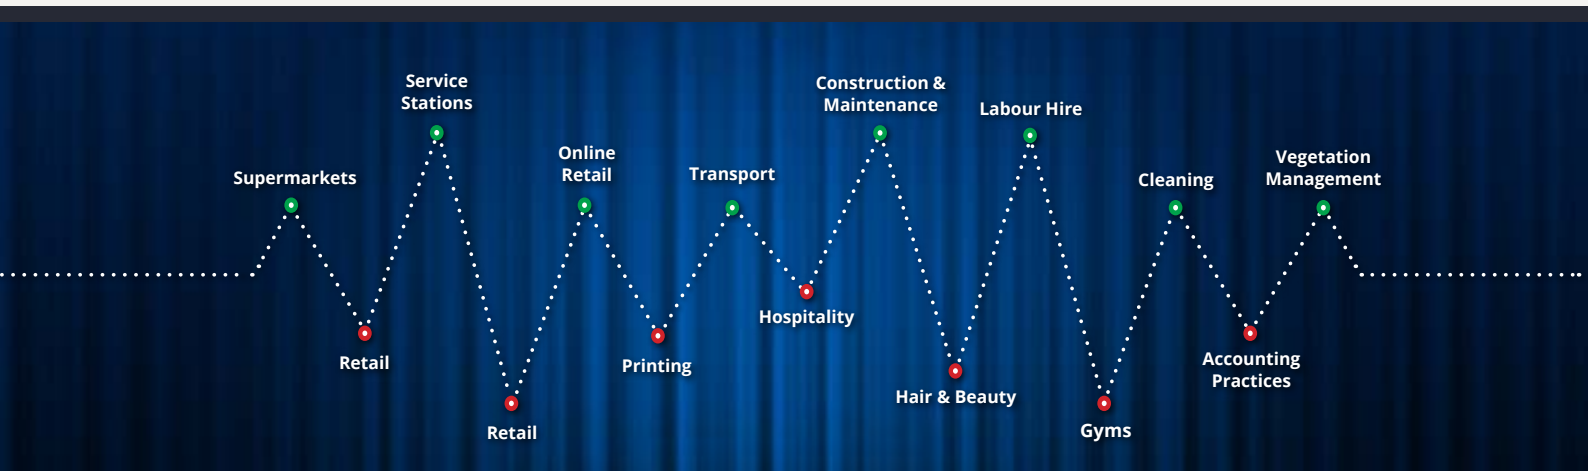 Supermarkets
Retail
Service
Stations
Retail
Online
Retail
Printing
Transport
Hospitality
Construction &
Maintenance
Hair & Beauty
Labour Hire
Gyms
Cleaning
Accounting
Practices
Vegetation
Management